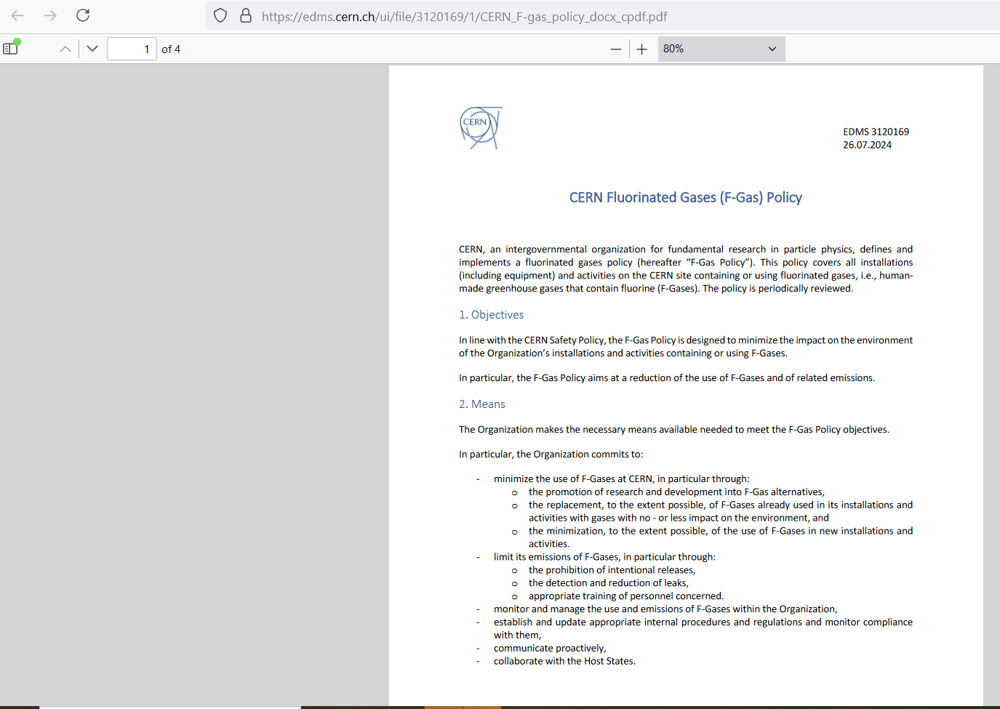 https://edms.cern.ch/ui/file/3120169/1/CERN_F-gas_policy_docx_cpdf.pdf
1 of 4
80%
CERN
EDMS 3120169
26.07.2024
CERN Fluorinated Gases (F-Gas) Policy
CERN, an intergovernmental organization for fundamental research in particle physics, defines and
implements a fluorinated gases policy (hereafter “F-Gas Policy”). This policy covers all installations
(including equipment) and activities on the CERN site containing or using fluorinated gases, i.e., human-
made greenhouse gases that contain fluorine (F-Gases). The policy is periodically reviewed.
1. Objectives
In line with the CERN Safety Policy, the F-Gas Policy is designed to minimize the impact on the environment
of the Organization’s installations and activities containing or using F-Gases.
In particular, the F-Gas Policy aims at a reduction of the use of F-Gases and of related emissions.
2. Means
The Organization makes the necessary means available needed to meet the F-Gas Policy objectives.
In particular, the Organization commits to:
- minimize the use of F-Gases at CERN, in particular through:
o the promotion of research and development into F-Gas alternatives,
o the replacement, to the extent possible, of F-Gases already used in its installations and
activities with gases with no - or less impact on the environment, and
o the minimization, to the extent possible, of the use of F-Gases in new installations and
activities.
- limit its emissions of F-Gases, in particular through:
o the prohibition of intentional releases,
o the detection and reduction of leaks,
o appropriate training of personnel concerned.
- monitor and manage the use and emissions of F-Gases within the Organization,
- establish and update appropriate internal procedures and regulations and monitor compliance
with them,
- communicate proactively,
- collaborate with the Host States.